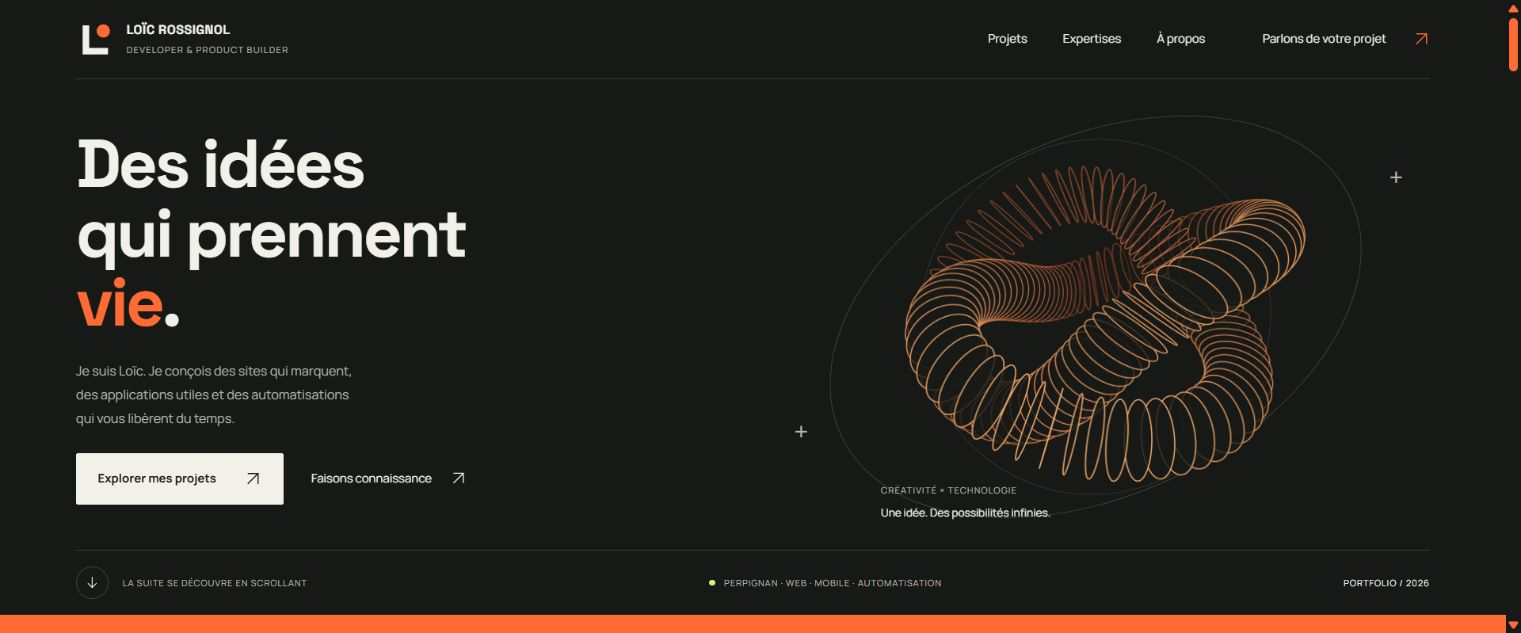 LOÏC ROSSIGNOL
DEVELOPER & PRODUCT BUILDER
Projets
Expertises
À propos
Parlons de votre projet
Des idées
qui prennent
vie.
Je suis Loïc. Je conçois des sites qui marquent,
des applications utiles et des automatisations
qui vous libèrent du temps.
Explorer mes projets
Faisons connaissance
CRÉATIVITÉ × TECHNOLOGIE
Une idée. Des possibilités infinies.
LA SUITE SE DÉCOUVRE EN SCROLLANT
PERPIGNAN · WEB · MOBILE · AUTOMATISATION
PORTFOLIO / 2026